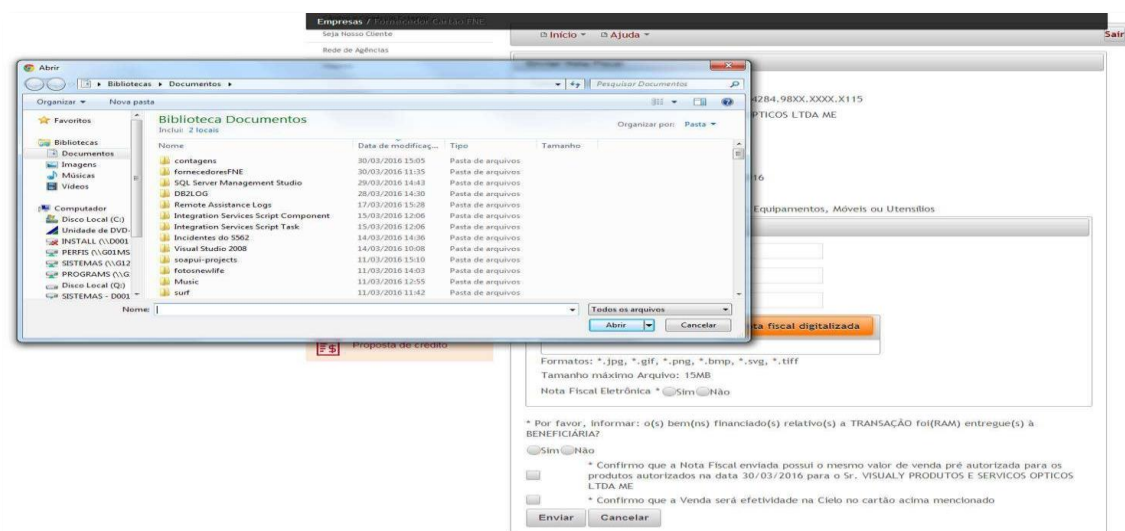 Empresas / Fornecedor Cartão FNE
Seja Nosso Cliente
Rede de Agências
Início
Ajuda
Sair
Abrir
Bibliotecas ▸ Documentos ▸
Pesquisar Documentos
Organizar
Nova pasta
Favoritos
Bibliotecas
Documentos
Imagens
Músicas
Vídeos
Computador
Disco Local (C:)
Unidade de DVD-
INSTALL (\\D001
PERFIS (\\G01MS
SISTEMAS (\\G12
PROGRAMS (\\G
Disco Local (Q:)
SISTEMAS - D001
Biblioteca Documentos
Inclui: 2 locais
Organizar por: Pasta
Nome Data de modificaç... Tipo Tamanho
contagens 30/03/2016 15:05 Pasta de arquivos
fornecedoresFNE 30/03/2016 11:35 Pasta de arquivos
SQL Server Management Studio 29/03/2016 14:43 Pasta de arquivos
DB2LOG 28/03/2016 14:30 Pasta de arquivos
Remote Assistance Logs 17/03/2016 15:28 Pasta de arquivos
Integration Services Script Component 15/03/2016 12:06 Pasta de arquivos
Integration Services Script Task 15/03/2016 12:06 Pasta de arquivos
Incidentes do S562 14/03/2016 14:36 Pasta de arquivos
Visual Studio 2008 14/03/2016 10:08 Pasta de arquivos
soapui-projects 11/03/2016 15:10 Pasta de arquivos
fotosnewlife 11/03/2016 14:03 Pasta de arquivos
Music 11/03/2016 12:55 Pasta de arquivos
surf 11/03/2016 11:42 Pasta de arquivos
Nome:
Todos os arquivos
Abrir
Cancelar
4284.98XX.XXXX.X115
PTICOS LTDA ME
16
Equipamentos, Móveis ou Utensílios
ta fiscal digitalizada
Proposta de crédito
Formatos: *.jpg, *.gif, *.png, *.bmp, *.svg, *.tiff
Tamanho máximo Arquivo: 15MB
Nota Fiscal Eletrônica * Sim Não
* Por favor, informar: o(s) bem(ns) financiado(s) relativo(s) a TRANSAÇÃO foi(RAM) entregue(s) à
BENEFICIÁRIA?
Sim Não
* Confirmo que a Nota Fiscal enviada possui o mesmo valor de venda pré autorizada para os
produtos autorizados na data 30/03/2016 para o Sr. VISUALY PRODUTOS E SERVICOS OPTICOS
LTDA ME
* Confirmo que a Venda será efetividade na Cielo no cartão acima mencionado
Enviar
Cancelar